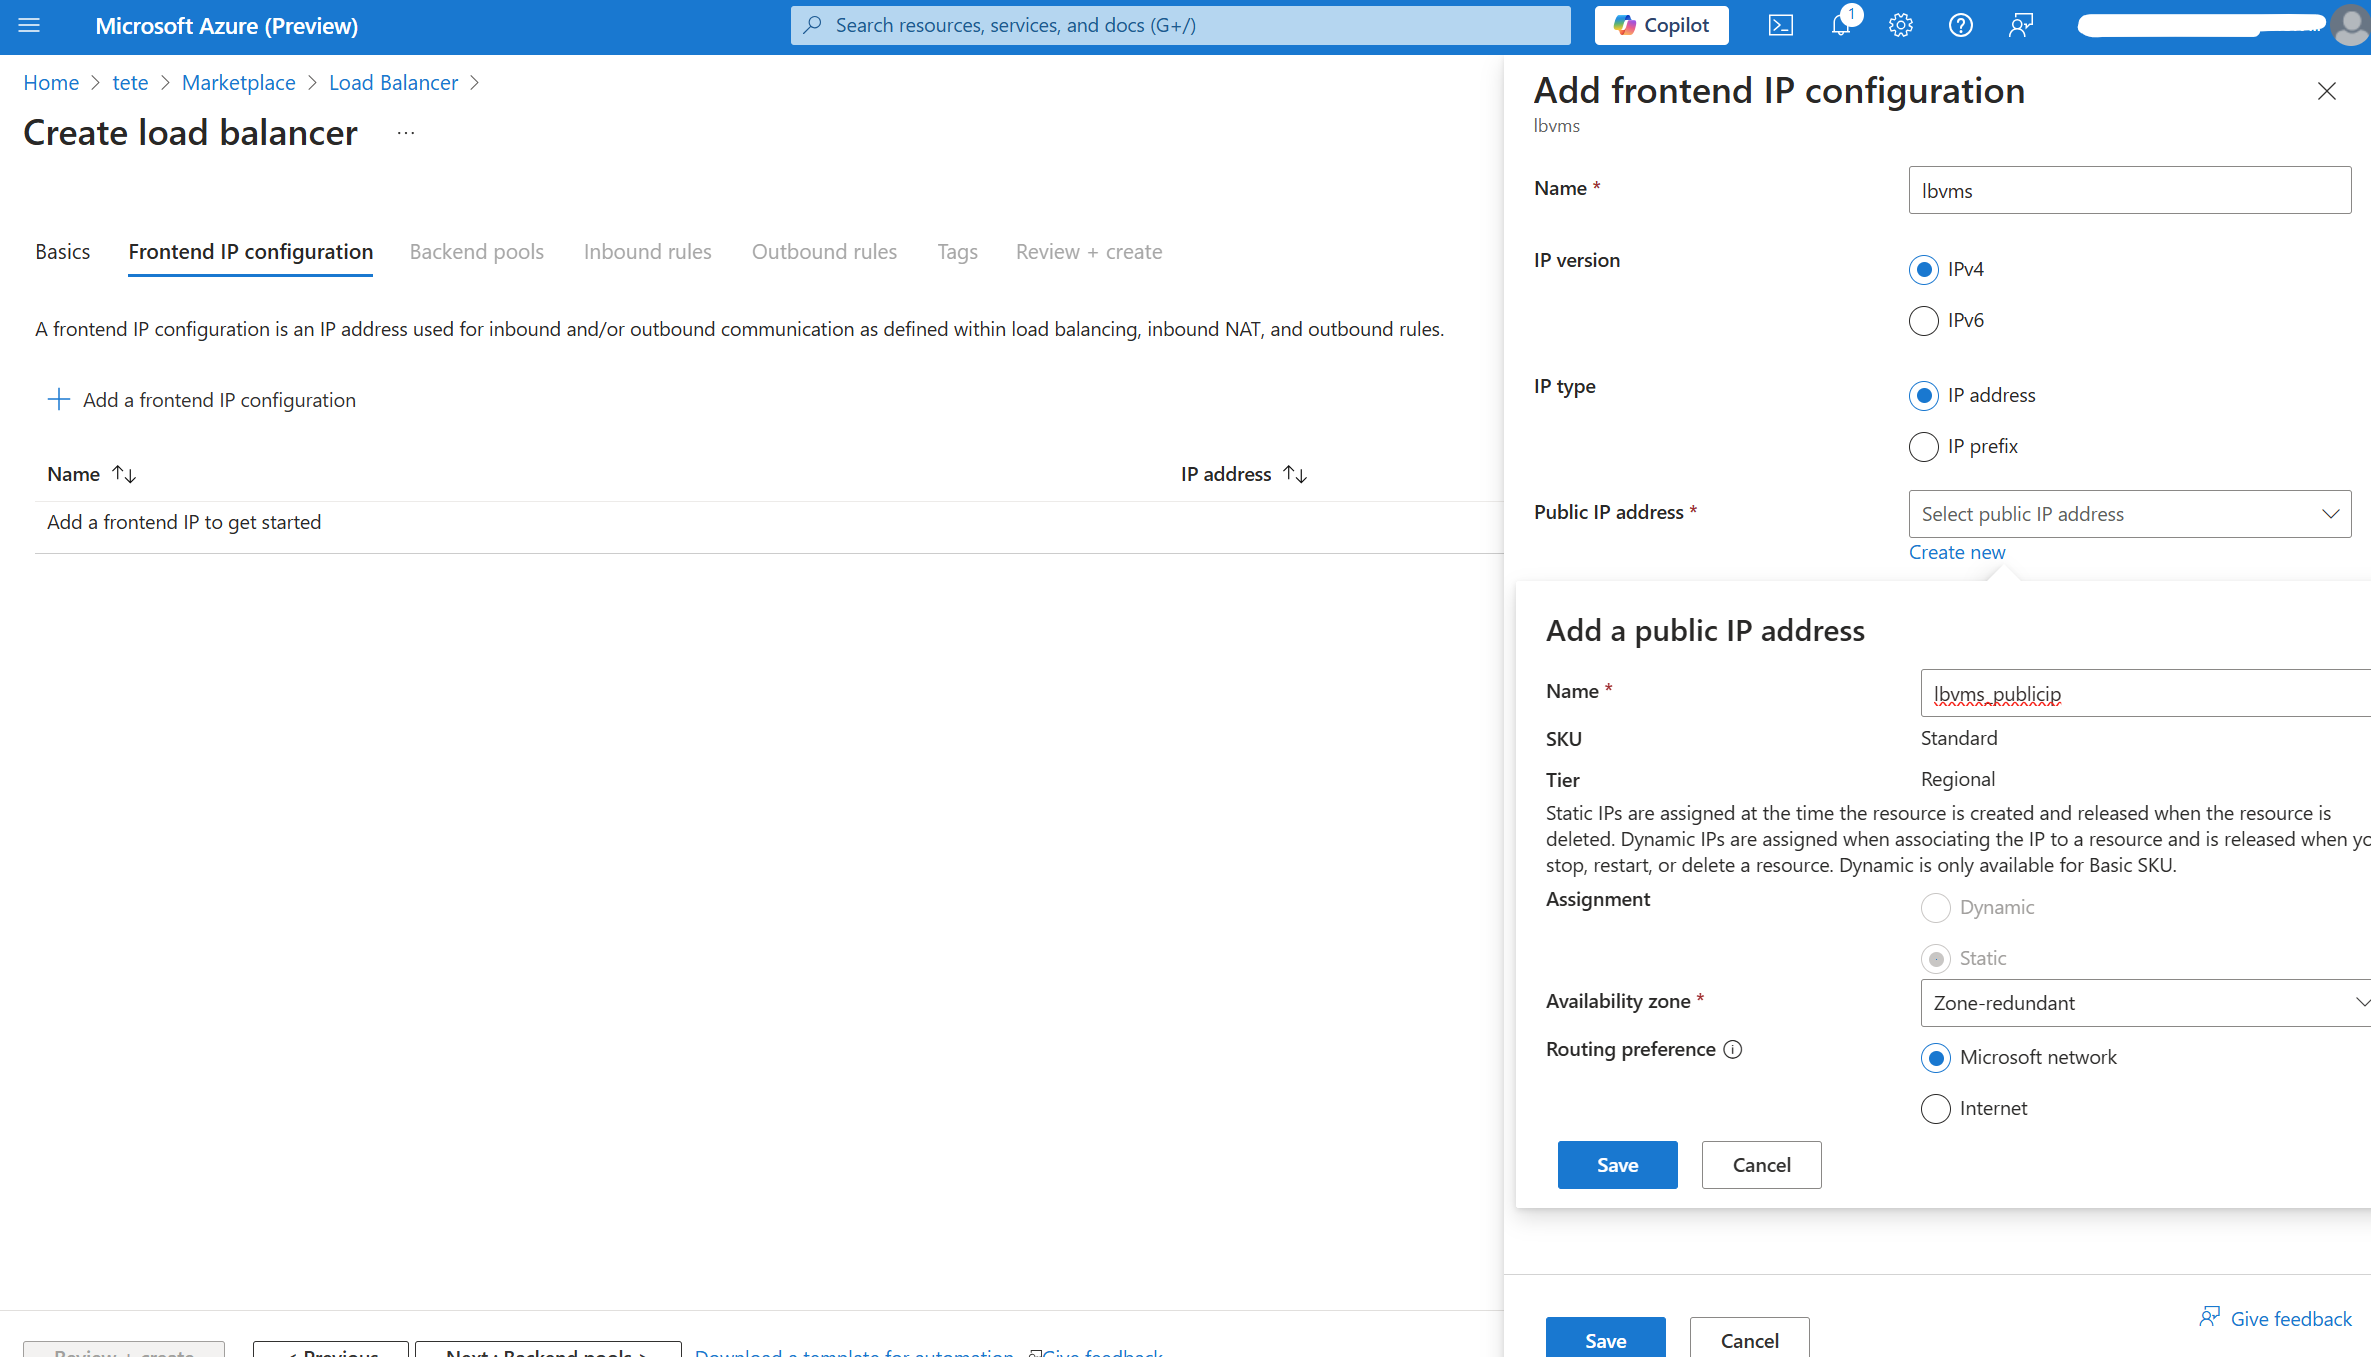 Microsoft Azure (Preview)
Search resources, services, and docs (G+/)
Copilot
1
Home > tete > Marketplace > Load Balancer >
Create load balancer ...
Basics
Frontend IP configuration
Backend pools
Inbound rules
Outbound rules
Tags
Review + create
A frontend IP configuration is an IP address used for inbound and/or outbound communication as defined within load balancing, inbound NAT, and outbound rules.
Add a frontend IP configuration
Name ↑↓ IP address ↑↓
Add a frontend IP to get started
Review + create
< Previous
Next : Backend pools >
Download a template for automation
Give feedback
Add frontend IP configuration
lbvms
Name * lbvms
IP version IPv4
IPv6
IP type IP address
IP prefix
Public IP address * Select public IP address
Create new
Add a public IP address
Name * lbvms_publicip
SKU Standard
Tier Regional
Static IPs are assigned at the time the resource is created and released when the resource is
deleted. Dynamic IPs are assigned when associating the IP to a resource and is released when yo
stop, restart, or delete a resource. Dynamic is only available for Basic SKU.
Assignment Dynamic
Static
Availability zone * Zone-redundant
Routing preference Microsoft network
Internet
Save Cancel
Give feedback
Save Cancel